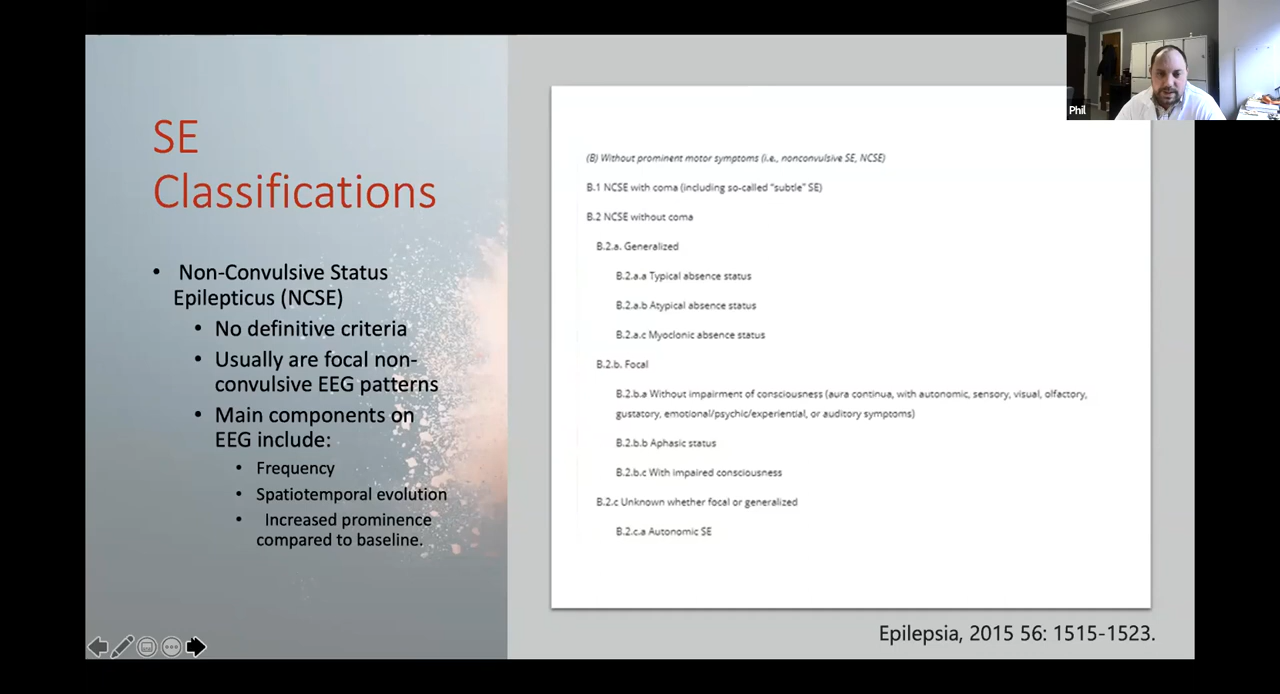 Phil
SE
Classifications
• Non-Convulsive Status
Epilepticus (NCSE)
• No definitive criteria
• Usually are focal non-
convulsive EEG patterns
• Main components on
EEG include:
• Frequency
• Spatiotemporal evolution
• Increased prominence
compared to baseline.
(B) Without prominent motor symptoms (i.e., nonconvulsive SE, NCSE)
B.1 NCSE with coma (including so-called "subtle" SE)
B.2 NCSE without coma
B.2.a. Generalized
B.2.a.a Typical absence status
B.2.a.b Atypical absence status
B.2.a.c Myoclonic absence status
B.2.b. Focal
B.2.b.a Without impairment of consciousness (aura continua, with autonomic, sensory, visual, olfactory,
gustatory, emotional/psychic/experiential, or auditory symptoms)
B.2.b.b Aphasic status
B.2.b.c With impaired consciousness
B.2.c Unknown whether focal or generalized
B.2.c.a Autonomic SE
Epilepsia, 2015 56: 1515-1523.